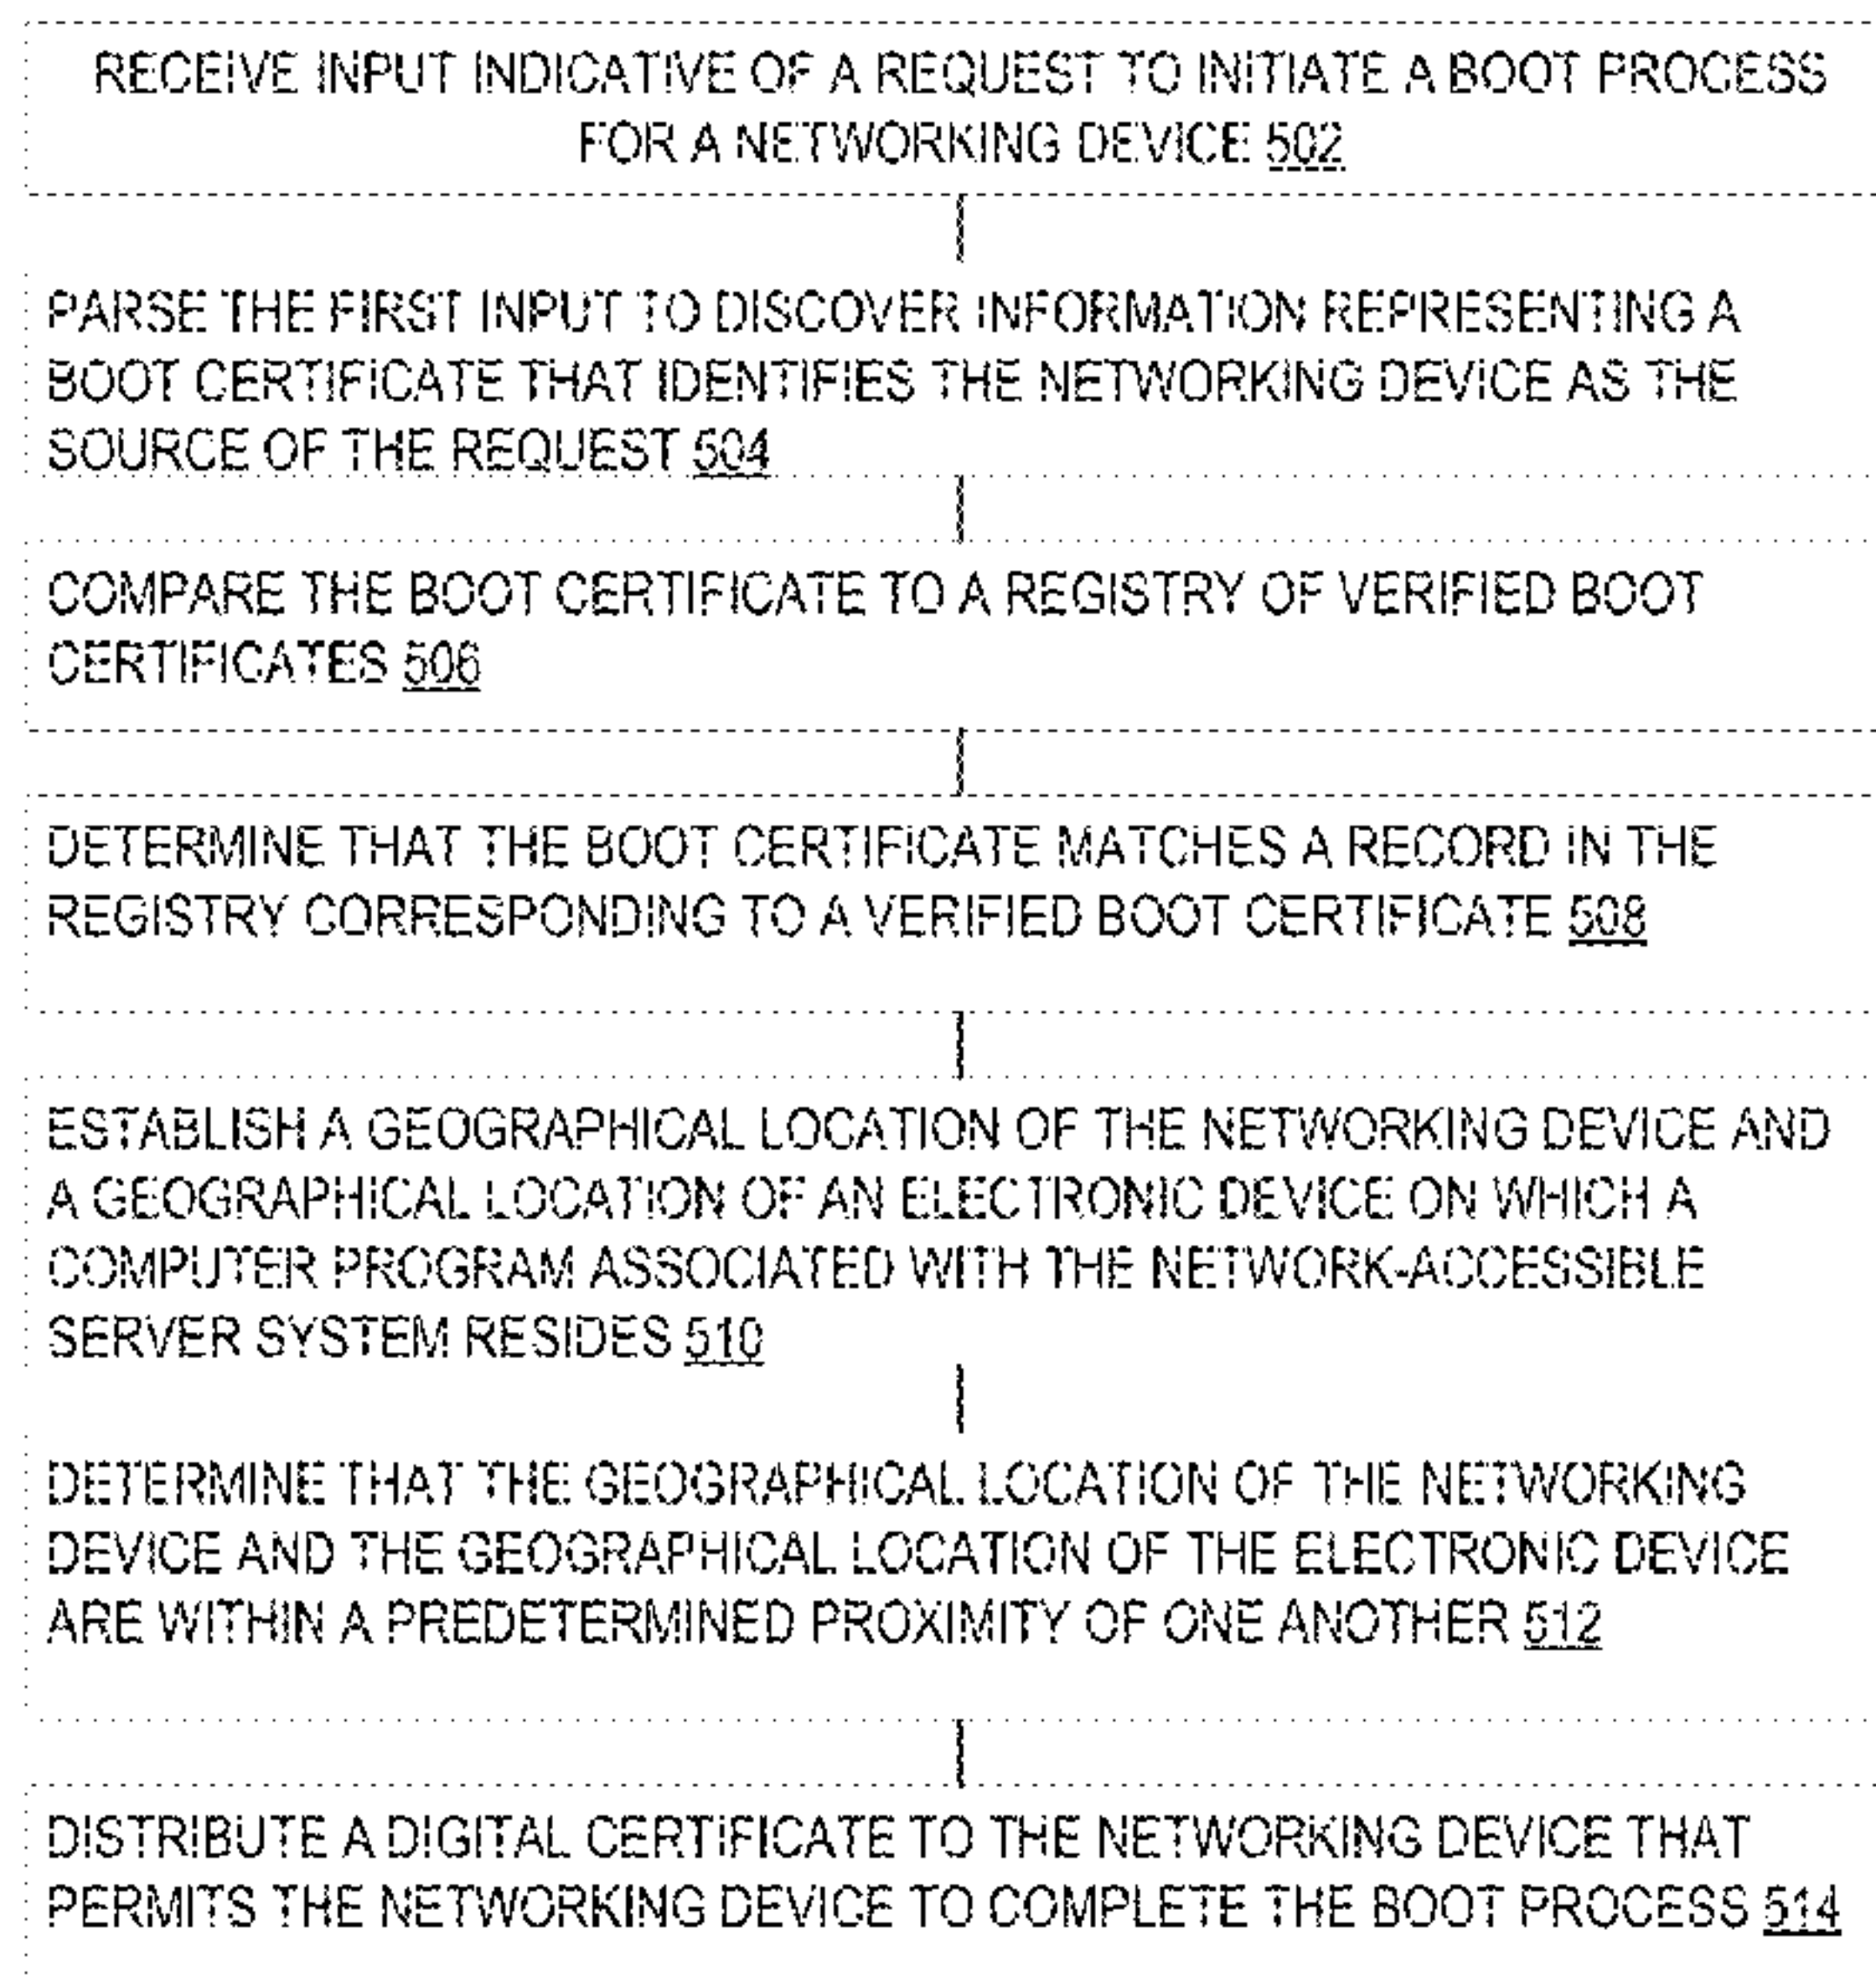 RECEIVE INPUT INDICATIVE OF A REQUEST TO INITIATE A BOOT PROCESS
FOR A NETWORKING DEVICE 502
PARSE THE FIRST INPUT TO DISCOVER INFORMATION REPRESENTING A
BOOT CERTIFICATE THAT IDENTIFIES THE NETWORKING DEVICE AS THE
SOURCE OF THE REQUEST 504
COMPARE THE BOOT CERTIFICATE TO A REGISTRY OF VERIFIED BOOT
CERTIFICATES 506
DETERMINE THAT THE BOOT CERTIFICATE MATCHES A RECORD IN THE
REGISTRY CORRESPONDING TO A VERIFIED BOOT CERTIFICATE 508
ESTABLISH A GEOGRAPHICAL LOCATION OF THE NETWORKING DEVICE AND
A GEOGRAPHICAL LOCATION OF AN ELECTRONIC DEVICE ON WHICH A
COMPUTER PROGRAM ASSOCIATED WITH THE NETWORK-ACCESSIBLE
SERVER SYSTEM RESIDES 510
DETERMINE THAT THE GEOGRAPHICAL LOCATION OF THE NETWORKING
DEVICE AND THE GEOGRAPHICAL LOCATION OF THE ELECTRONIC DEVICE
ARE WITHIN A PREDETERMINED PROXIMITY OF ONE ANOTHER 512
DISTRIBUTE A DIGITAL CERTIFICATE TO THE NETWORKING DEVICE THAT
PERMITS THE NETWORKING DEVICE TO COMPLETE THE BOOT PROCESS 514